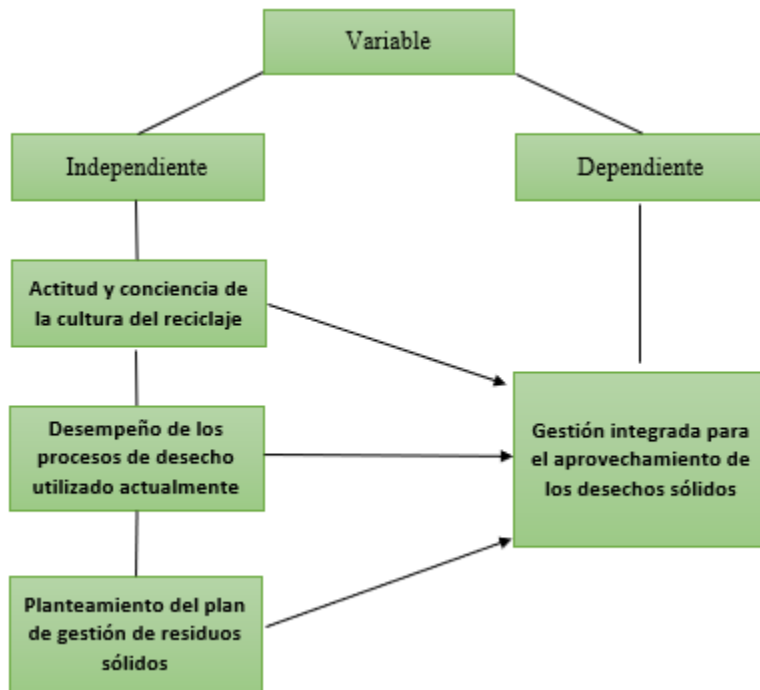 Variable
Independiente
Dependiente
Actitud y conciencia de
la cultura del reciclaje
Desempeño de los
procesos de desecho
utilizado actualmente
Gestión integrada para
el aprovechamiento de
los desechos sólidos
Planteamiento del plan
de gestión de residuos
sólidos